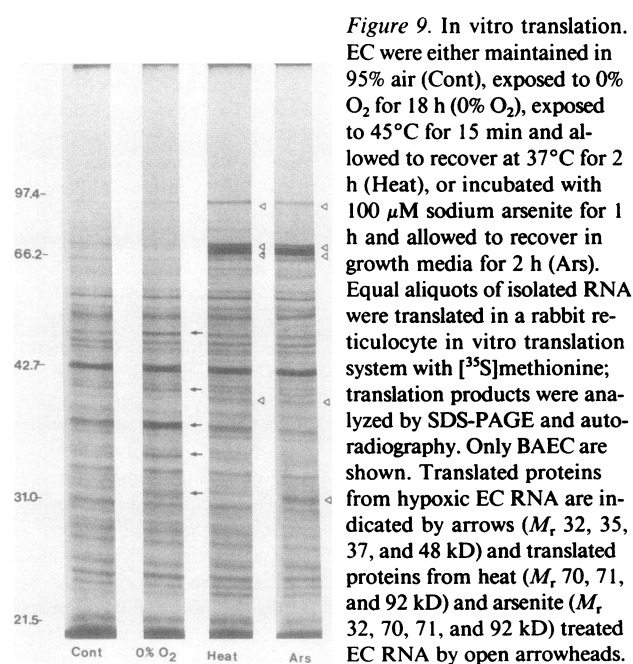 Figure 9. In vitro translation.
EC were either maintained in
95% air (Cont), exposed to 0%
O₂ for 18 h (0% O₂), exposed
to 45°C for 15 min and al-
lowed to recover at 37°C for 2
h (Heat), or incubated with
100 μM sodium arsenite for 1
h and allowed to recover in
growth media for 2 h (Ars).
Equal aliquots of isolated RNA
were translated in a rabbit re-
ticulocyte in vitro translation
system with [³⁵S]methionine;
translation products were ana-
lyzed by SDS-PAGE and auto-
radiography. Only BAEC are
shown. Translated proteins
from hypoxic EC RNA are in-
dicated by arrows (Mᵣ 32, 35,
37, and 48 kD) and translated
proteins from heat (Mᵣ 70, 71,
and 92 kD) and arsenite (Mᵣ
32, 70, 71, and 92 kD) treated
EC RNA by open arrowheads.
97.4-
66.2-
42.7-
31.0-
21.5-
Cont 0% O₂ Heat Ars